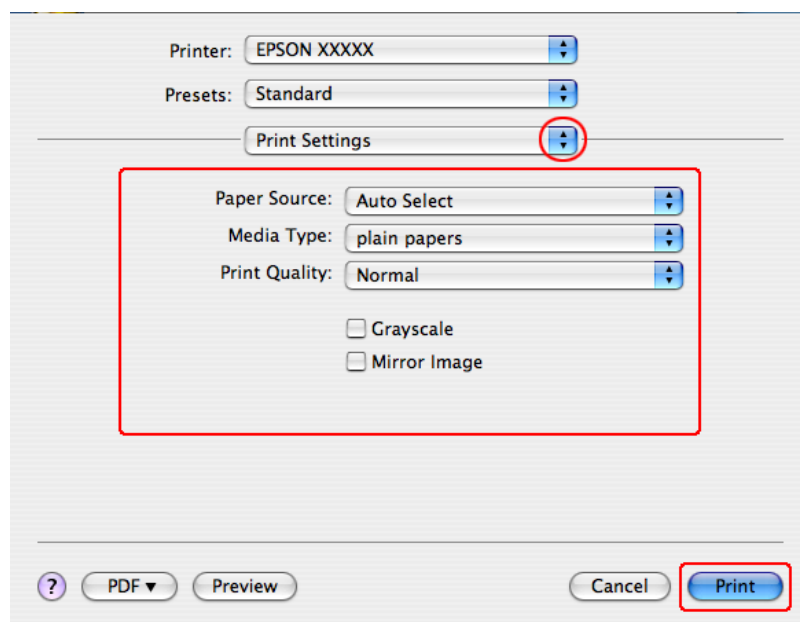 Printer: EPSON XXXXX
Presets: Standard
Print Settings
Paper Source: Auto Select
Media Type: plain papers
Print Quality: Normal
Grayscale
Mirror Image
? PDF ▼ Preview Cancel Print